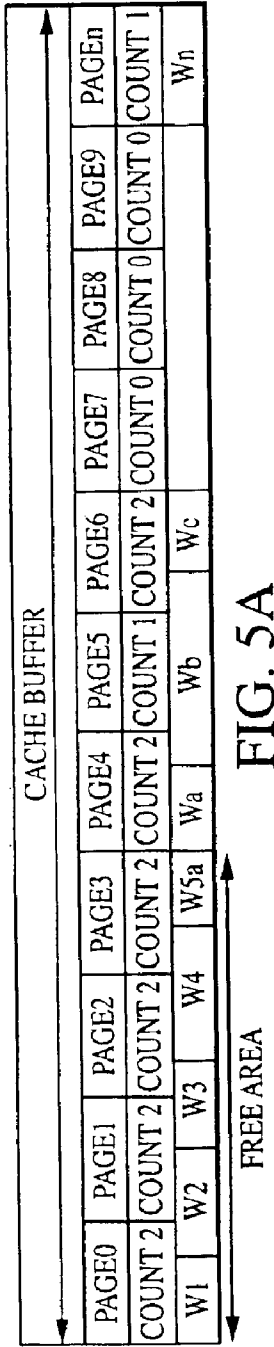 CACHE BUFFER
PAGE0 PAGE1 PAGE2 PAGE3 PAGE4 PAGE5 PAGE6 PAGE7 PAGE8 PAGE9 PAGEn
COUNT 2 COUNT 2 COUNT 2 COUNT 2 COUNT 2 COUNT 1 COUNT 2 COUNT 0 COUNT 0 COUNT 0 COUNT 1
W1 W2 W3 W4 W5a Wa Wb Wc Wn
FREE AREA
FIG. 5A